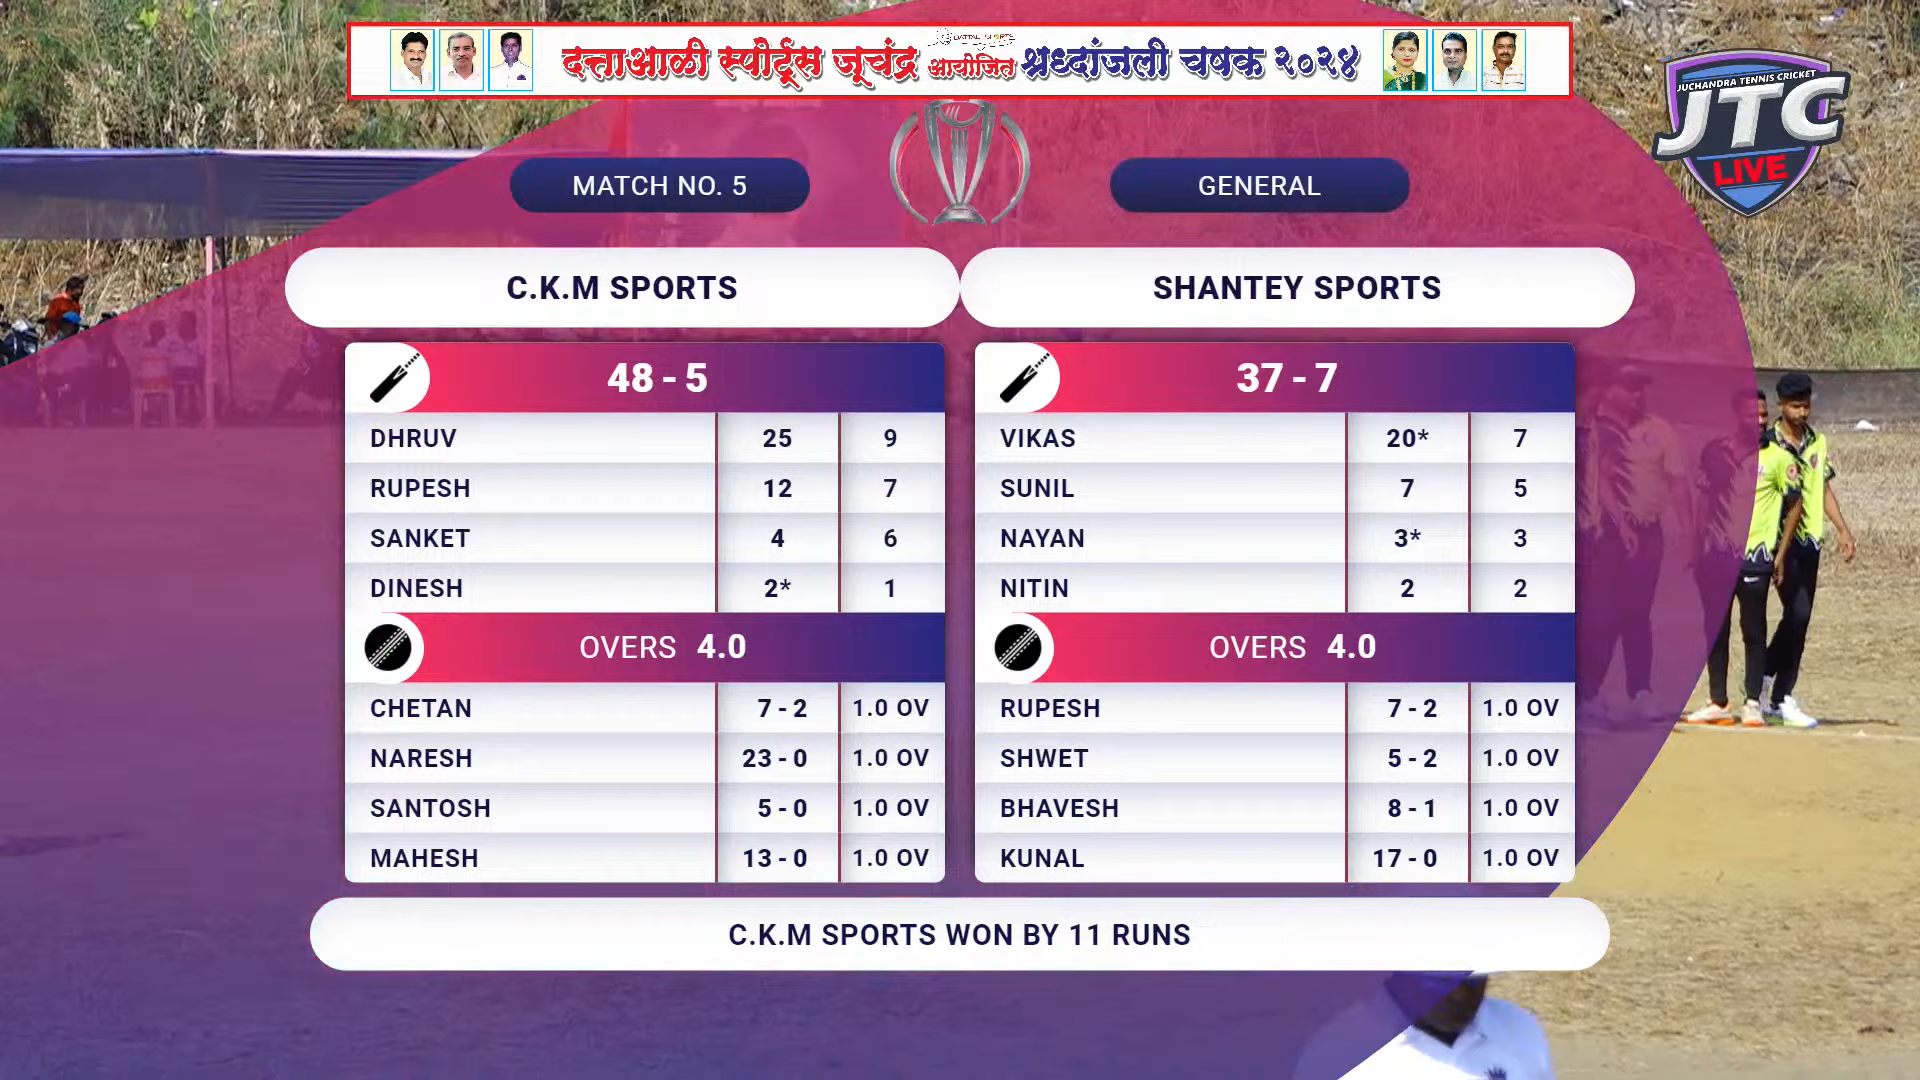 दत्ताआळी स्पोर्ट्स जूचंद्र आयोजित श्रध्दांजली चषक २०२४
JUCHANDRA TENNIS CRICKET
JTC
LIVE
MATCH NO. 5
GENERAL
C.K.M SPORTS
SHANTEY SPORTS
48 - 5
DHRUV 25 9
RUPESH 12 7
SANKET 4 6
DINESH 2* 1
OVERS 4.0
CHETAN 7 - 2 1.0 OV
NARESH 23 - 0 1.0 OV
SANTOSH 5 - 0 1.0 OV
MAHESH 13 - 0 1.0 OV
37 - 7
VIKAS 20* 7
SUNIL 7 5
NAYAN 3* 3
NITIN 2 2
OVERS 4.0
RUPESH 7 - 2 1.0 OV
SHWET 5 - 2 1.0 OV
BHAVESH 8 - 1 1.0 OV
KUNAL 17 - 0 1.0 OV
C.K.M SPORTS WON BY 11 RUNS